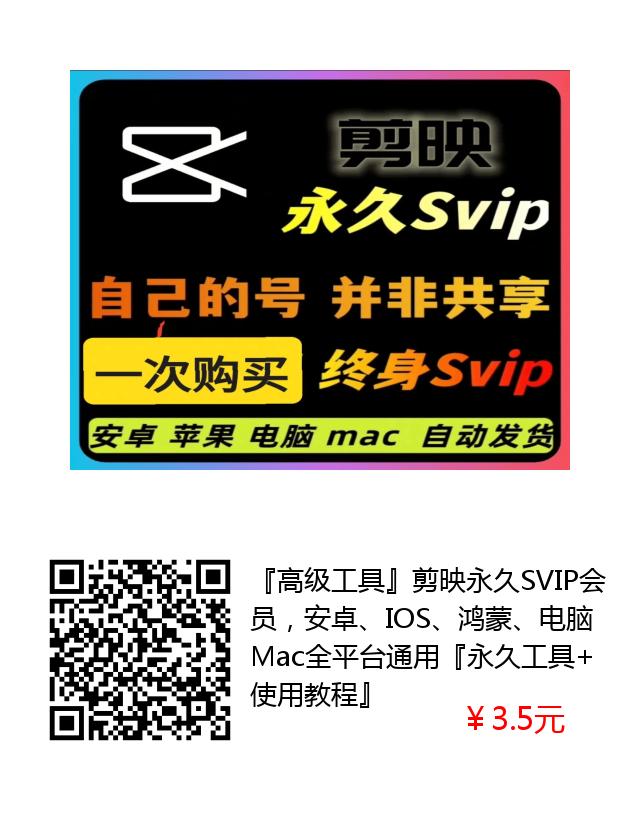 剪映
永久Svip
自己的号 并非共享
一次购买 终身Svip
安卓 苹果 电脑 mac 自动发货
『高级工具』剪映永久SVIP会
员，安卓、IOS、鸿蒙、电脑
Mac全平台通用『永久工具+
使用教程』
¥3.5元